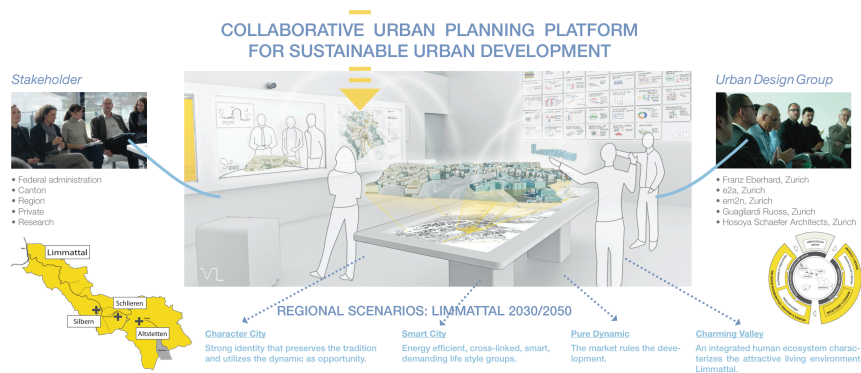 COLLABORATIVE URBAN PLANNING PLATFORM
FOR SUSTAINABLE URBAN DEVELOPMENT
Stakeholder
• Federal administration
• Canton
• Region
• Private
• Research
Urban Design Group
• Franz Eberhard, Zurich
• e2a, Zurich
• em2n, Zurich
• Guagliardi Ruoss, Zurich
• Hosoya Schaefer Architects, Zurich
Limmattal
Schlieren
Silbern
Altstetten
VL
REGIONAL SCENARIOS: LIMMATTAL 2030/2050
Character City
Strong identity that preserves the tradition
and utilizes the dynamic as opportunity.
Smart City
Energy efficient, cross-linked, smart,
demanding life style groups.
Pure Dynamic
The market rules the deve-
lopment.
Charming Valley
An integrated human ecosystem charac-
terizes the attractive living environment
Limmattal.